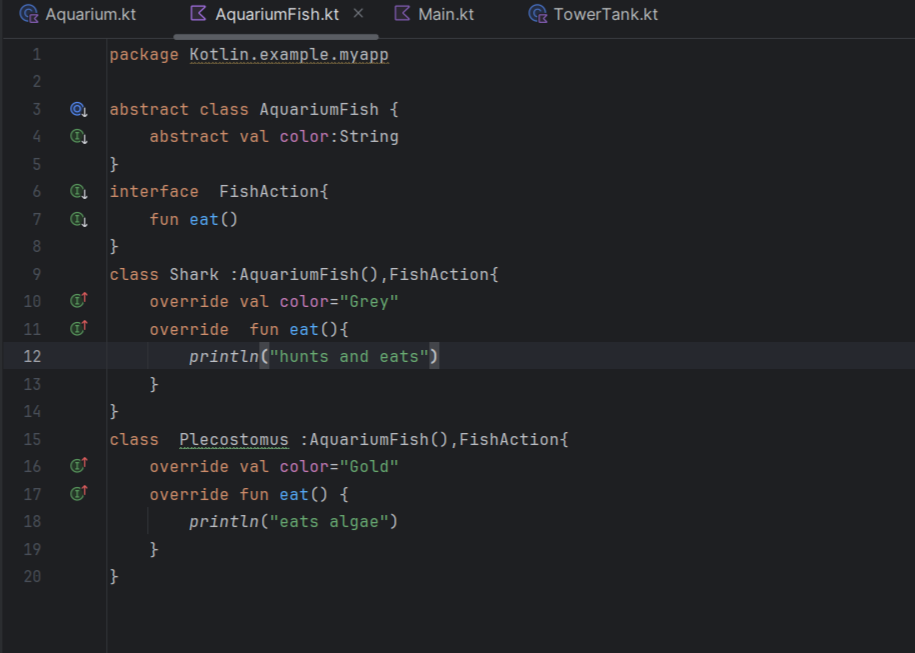 Aquarium.kt AquariumFish.kt × Main.kt TowerTank.kt
1 package Kotlin.example.myapp
2
3 abstract class AquariumFish {
4     abstract val color:String
5 }
6 interface  FishAction{
7     fun eat()
8 }
9 class Shark :AquariumFish(),FishAction{
10     override val color="Grey"
11     override  fun eat(){
12         println("hunts and eats")
13     }
14 }
15 class  Plecostomus :AquariumFish(),FishAction{
16     override val color="Gold"
17     override fun eat() {
18         println("eats algae")
19     }
20 }